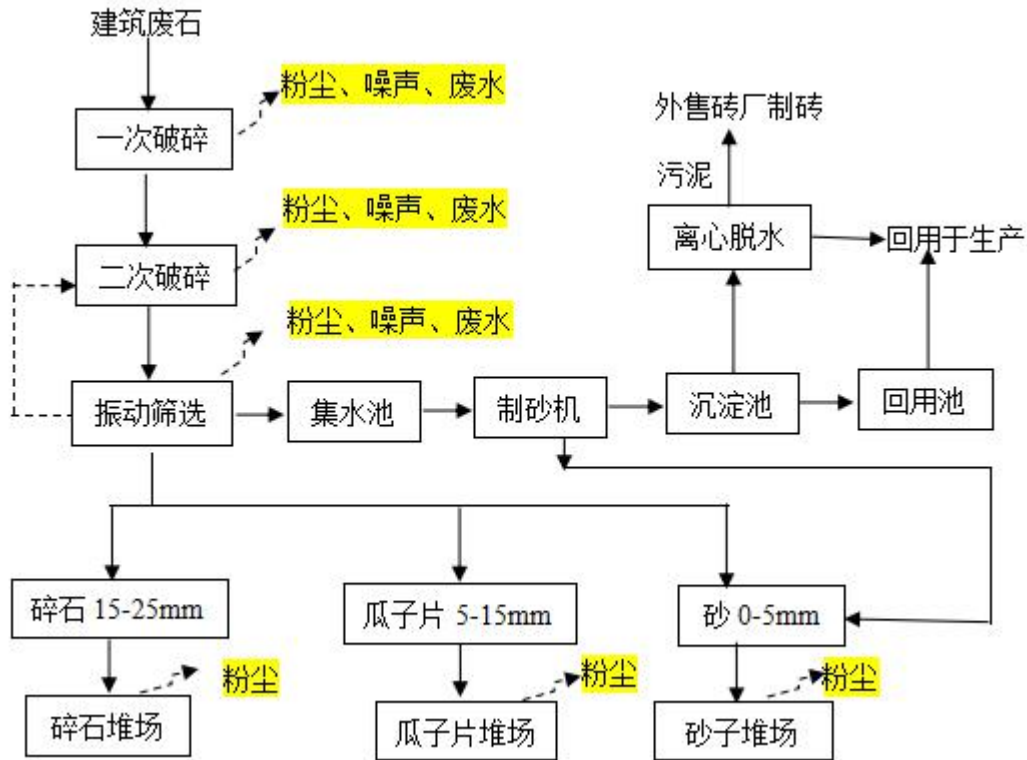 建筑废石
粉尘、噪声、废水
一次破碎
外售砖厂制砖
污泥
粉尘、噪声、废水
离心脱水
回用于生产
二次破碎
粉尘、噪声、废水
振动筛选
集水池
制砂机
沉淀池
回用池
碎石 15-25mm
瓜子片 5-15mm
砂 0-5mm
粉尘
粉尘
粉尘
碎石堆场
瓜子片堆场
砂子堆场